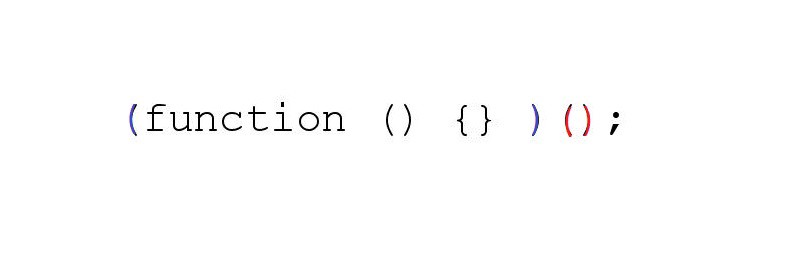 (function () {} )();